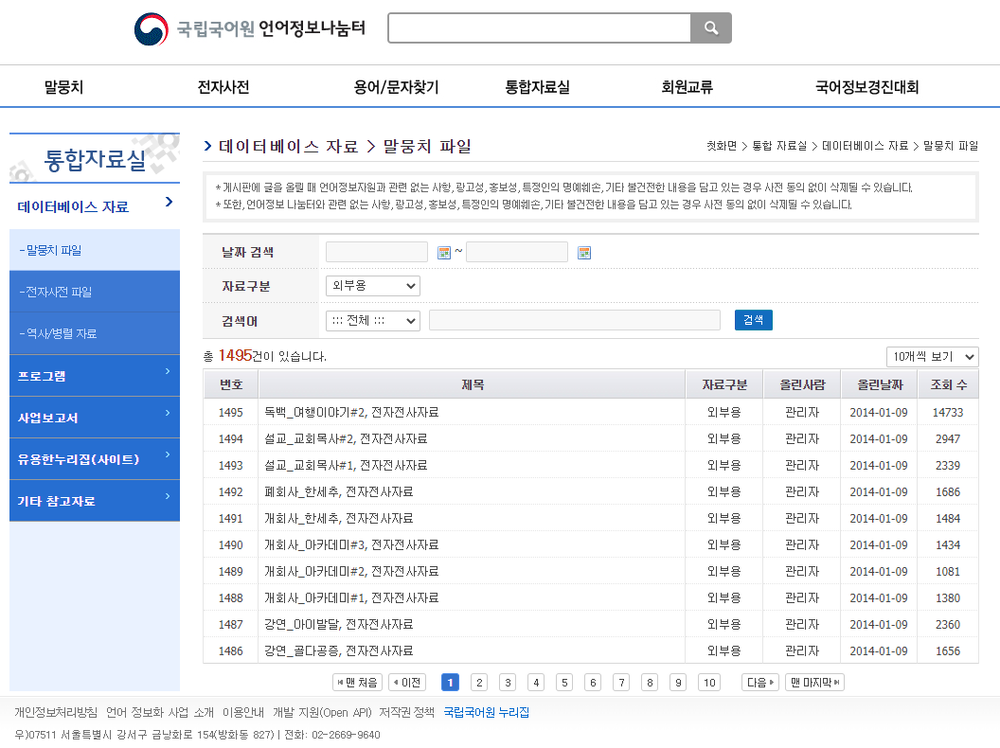 국립국어원 언어정보나눔터
말뭉치 전자사전 용어/문자찾기 통합자료실 회원교류 국어정보경진대회
통합자료실
데이터베이스 자료
-말뭉치 파일
-전자사전 파일
-역사/병렬 자료
프로그램
사업보고서
유용한누리집(사이트)
기타 참고자료
데이터베이스 자료 > 말뭉치 파일
첫화면 > 통합 자료실 > 데이터베이스 자료 > 말뭉치 파일
* 게시판에 글을 올릴 때 언어정보자원과 관련 없는 사항, 광고성, 홍보성, 특정인의 명예훼손, 기타 불건전한 내용을 담고 있는 경우 사전 동의 없이 삭제될 수 있습니다.
* 또한, 언어정보 나눔터와 관련 없는 사항, 광고성, 홍보성, 특정인의 명예훼손, 기타 불건전한 내용을 담고 있는 경우 사전 동의 없이 삭제될 수 있습니다.
날짜 검색 ~
자료구분 외부용
검색어 ::: 전체 ::: 검색
총 1495건이 있습니다. 10개씩 보기
번호 제목 자료구분 올린사람 올린날짜 조회 수
1495 독백_여행이야기#2, 전자전사자료 외부용 관리자 2014-01-09 14733
1494 설교_교회목사#2, 전자전사자료 외부용 관리자 2014-01-09 2947
1493 설교_교회목사#1, 전자전사자료 외부용 관리자 2014-01-09 2339
1492 폐회사_한세추, 전자전사자료 외부용 관리자 2014-01-09 1686
1491 개회사_한세추, 전자전사자료 외부용 관리자 2014-01-09 1484
1490 개회사_아카데미#3, 전자전사자료 외부용 관리자 2014-01-09 1434
1489 개회사_아카데미#2, 전자전사자료 외부용 관리자 2014-01-09 1081
1488 개회사_아카데미#1, 전자전사자료 외부용 관리자 2014-01-09 1380
1487 강연_아이발달, 전자전사자료 외부용 관리자 2014-01-09 2360
1486 강연_골다공증, 전자전사자료 외부용 관리자 2014-01-09 1656
맨 처음 이전 1 2 3 4 5 6 7 8 9 10 다음 맨 마지막
개인정보처리방침 언어 정보화 사업 소개 이용안내 개발 지원(Open API) 저작권 정책 국립국어원 누리집
우)07511 서울특별시 강서구 금낭화로 154(방화동 827) | 전화: 02-2669-9640